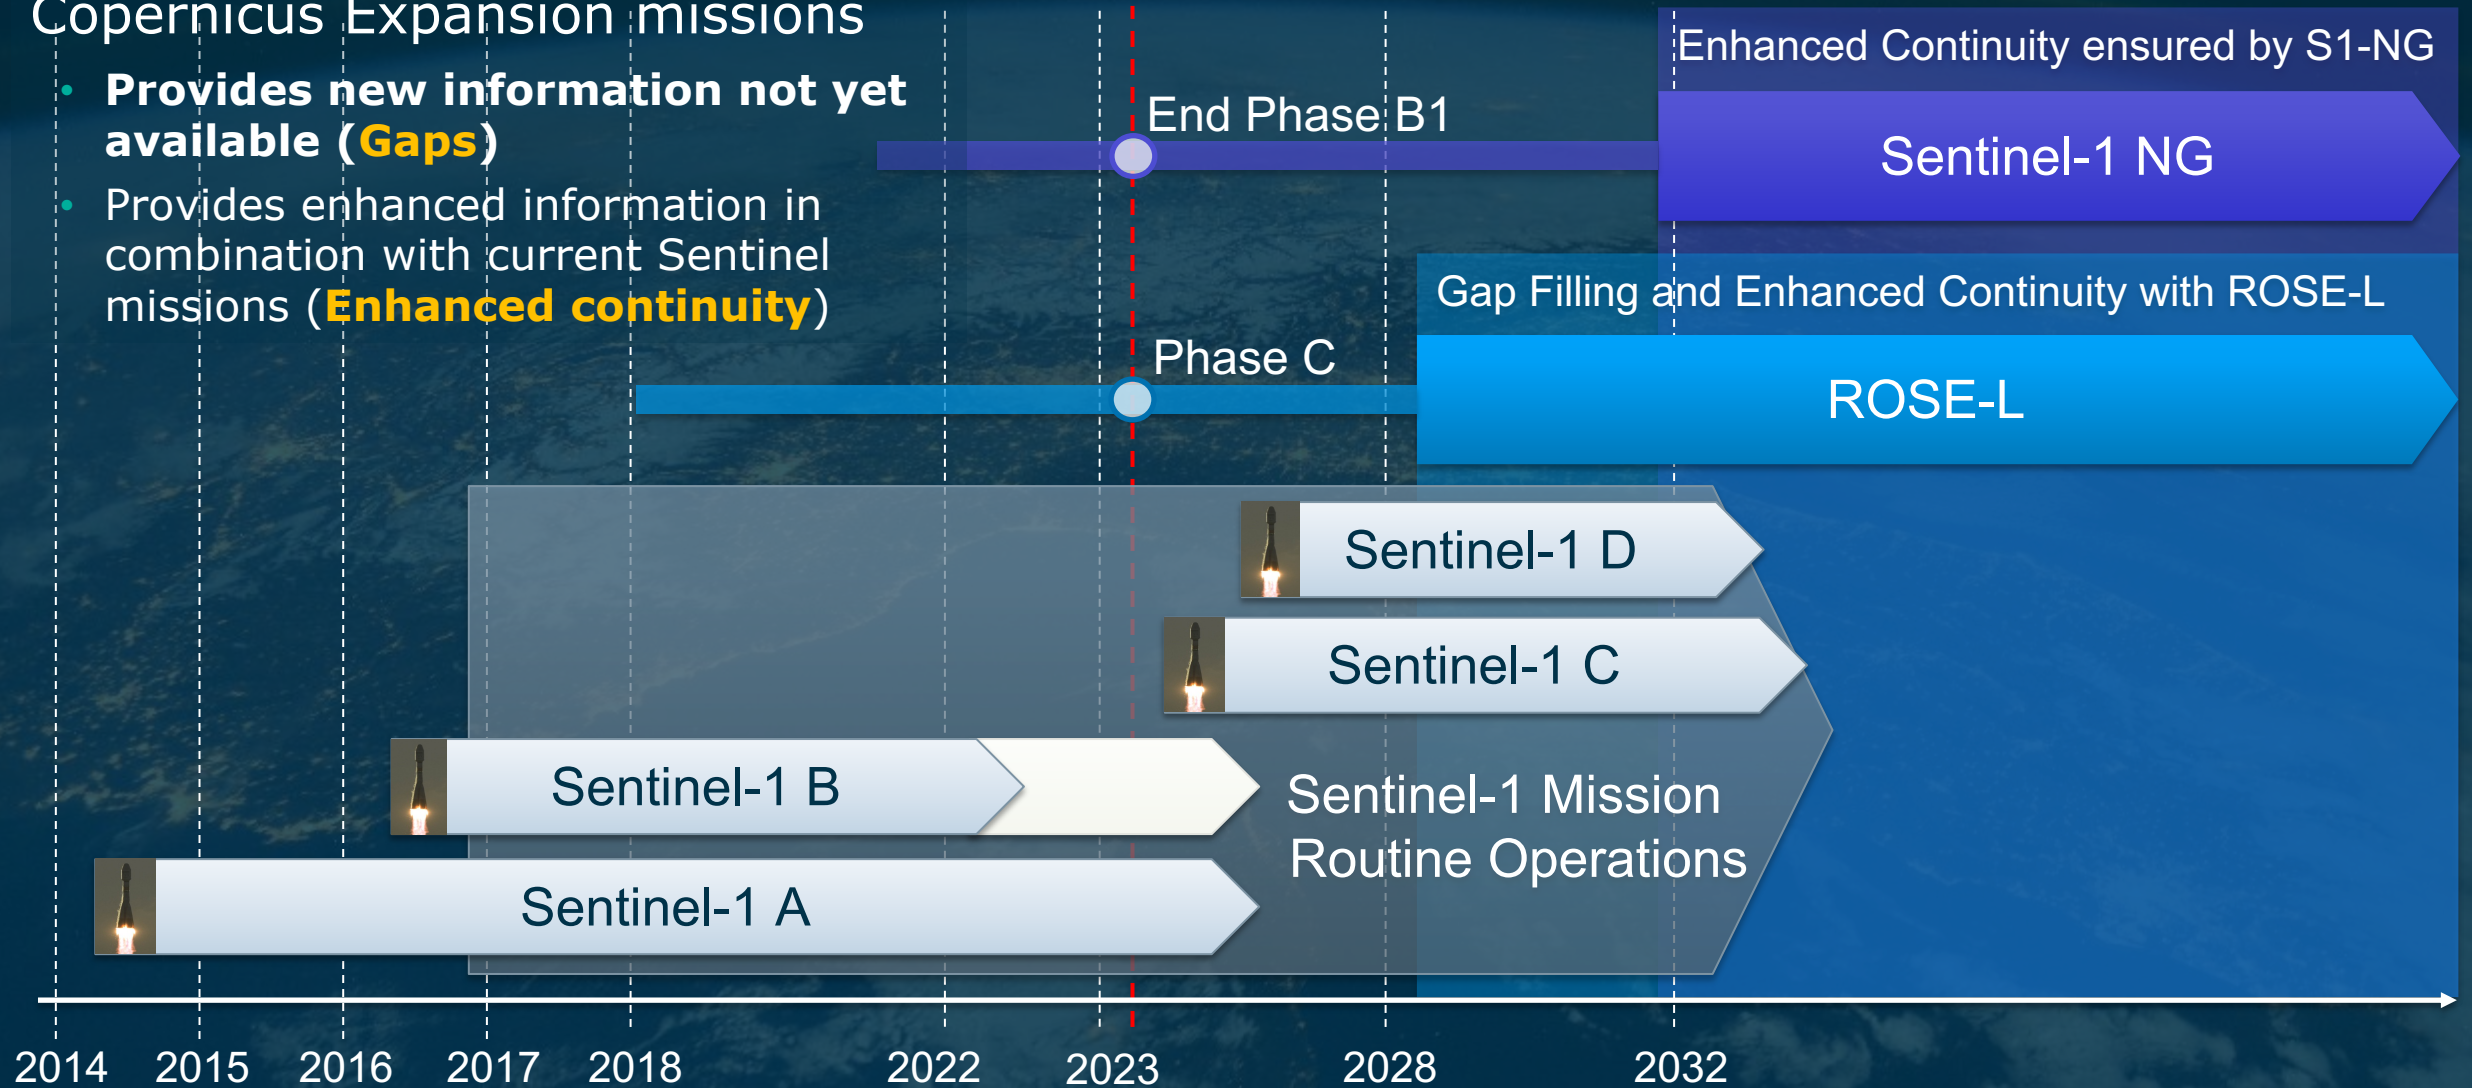 Copernicus Expansion missions
• Provides new information not yet
available (Gaps)
• Provides enhanced information in
combination with current Sentinel
missions (Enhanced continuity)
Enhanced Continuity ensured by S1-NG
End Phase B1
Sentinel-1 NG
Gap Filling and Enhanced Continuity with ROSE-L
Phase C
ROSE-L
Sentinel-1 D
Sentinel-1 C
Sentinel-1 B
Sentinel-1 Mission
Routine Operations
Sentinel-1 A
2014 2015 2016 2017 2018 2022 2023 2028 2032